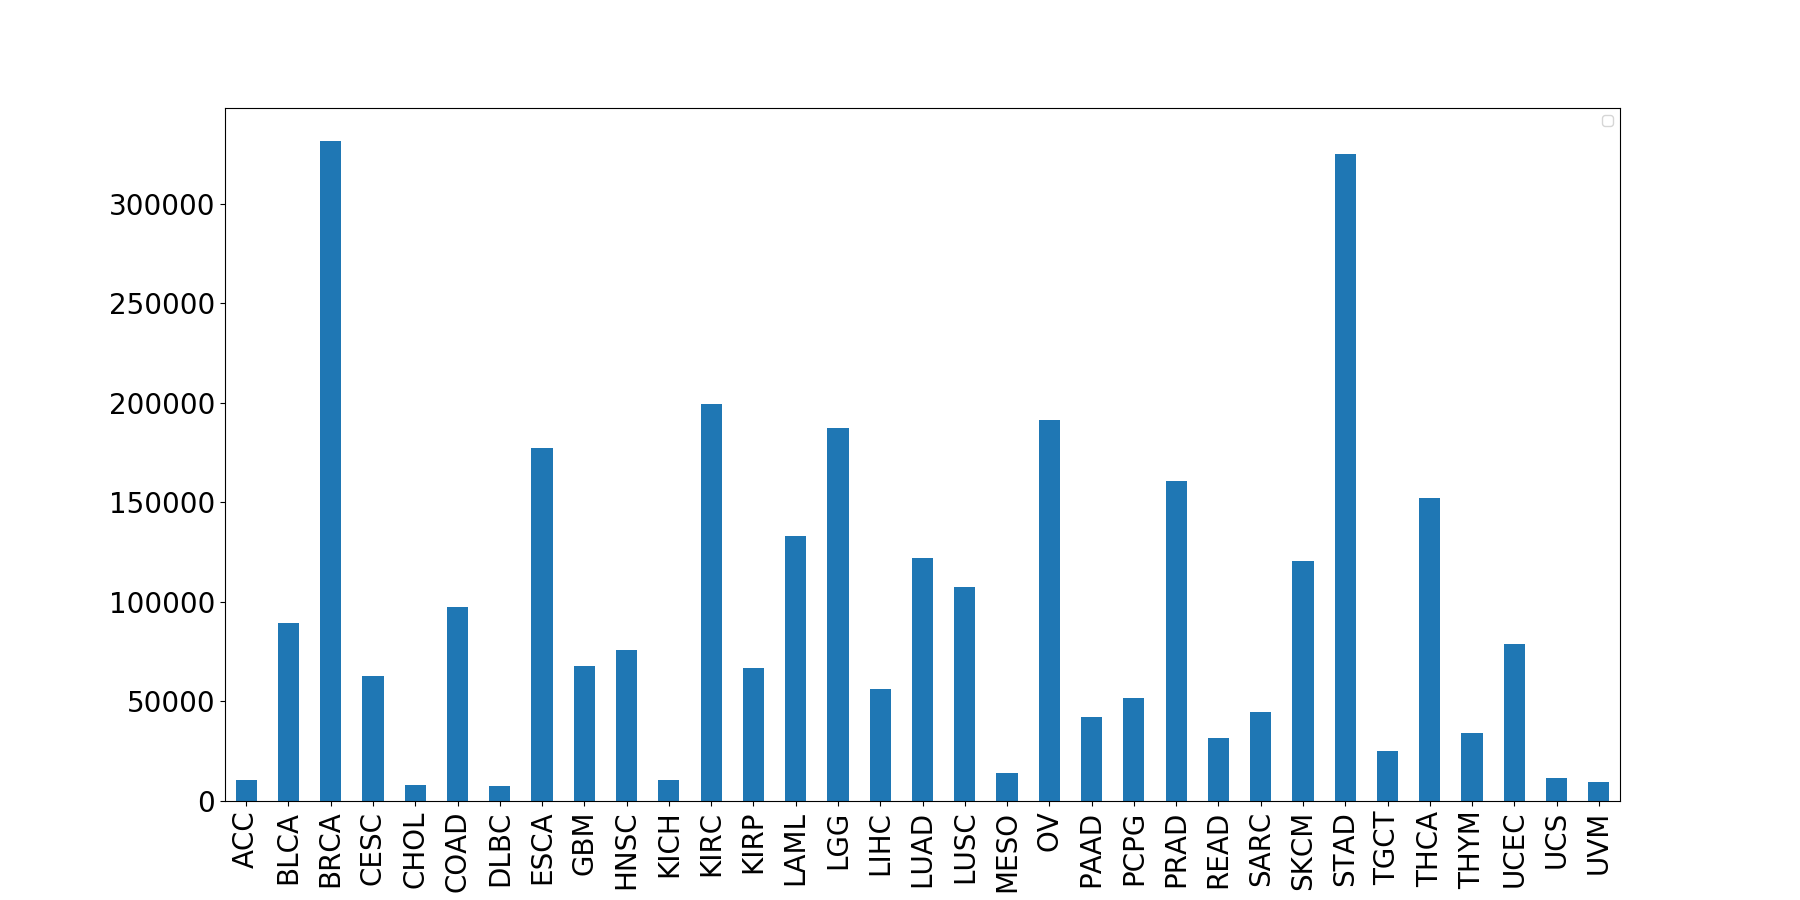 300000
250000
200000
150000
100000
50000
0
ACC
BLCA
BRCA
CESC
CHOL
COAD
DLBC
ESCA
GBM
HNSC
KICH
KIRC
KIRP
LAML
LGG
LIHC
LUAD
LUSC
MESO
OV
PAAD
PCPG
PRAD
READ
SARC
SKCM
STAD
TGCT
THCA
THYM
UCEC
UCS
UVM